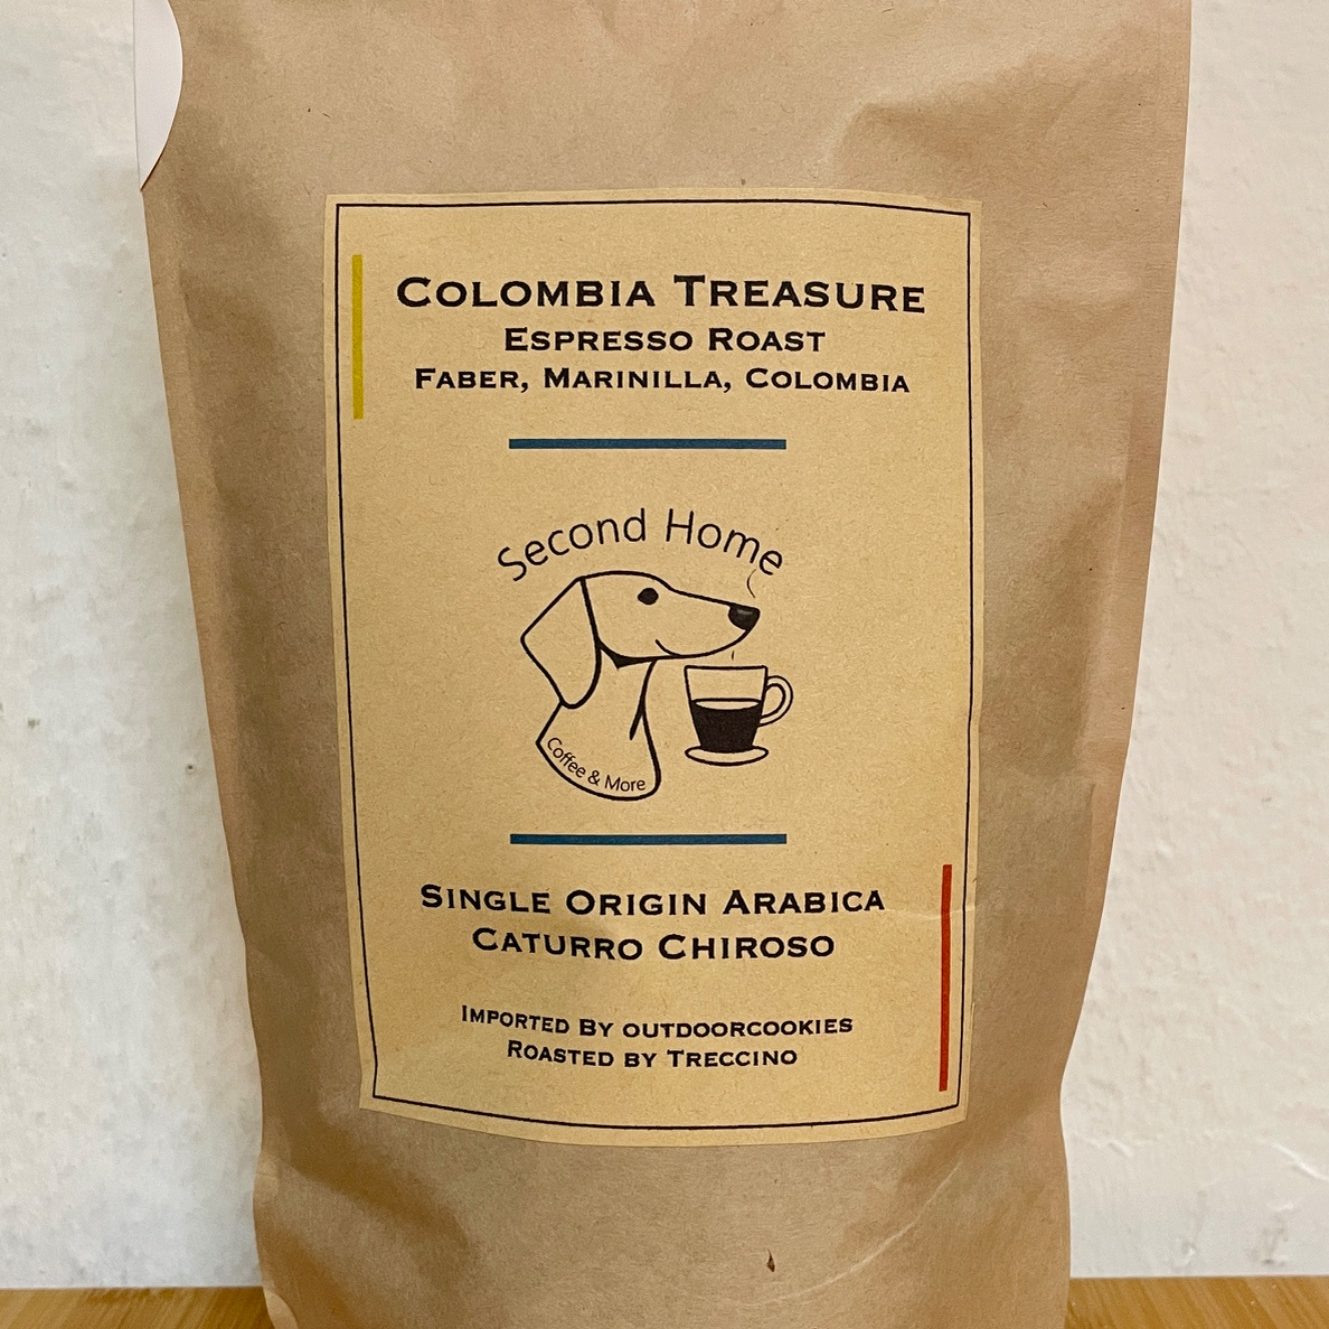 Colombia Treasure
Espresso Roast
Faber, Marinilla, Colombia
Second Home
Coffee & More
Single Origin Arabica
Caturro Chiroso
Imported By outdoorcookies
Roasted by Treccino